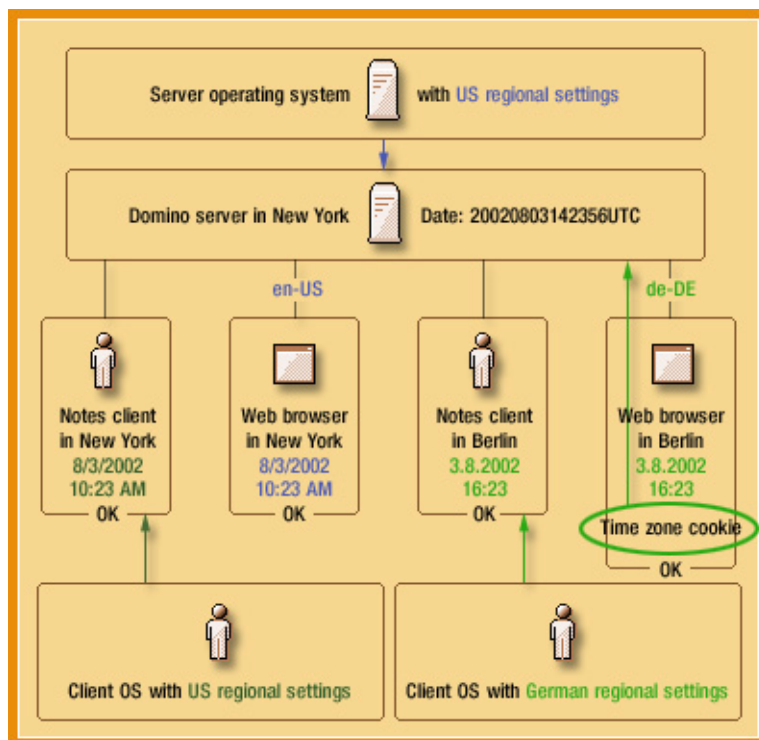 Server operating system with US regional settings
Domino server in New York Date: 20020803142356UTC
en-US
de-DE
Notes client
in New York
8/3/2002
10:23 AM
OK
Web browser
in New York
8/3/2002
10:23 AM
OK
Notes client
in Berlin
3.8.2002
16:23
OK
Web browser
in Berlin
3.8.2002
16:23
Time zone cookie
OK
Client OS with US regional settings
Client OS with German regional settings